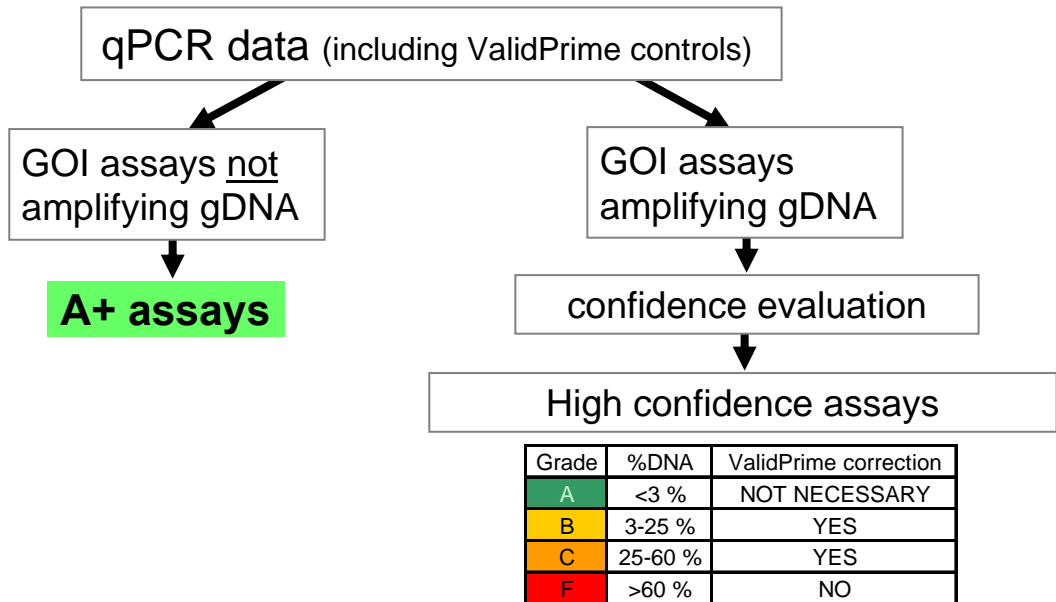 qPCR data (including ValidPrime controls)
GOI assays not
amplifying gDNA
A+ assays
GOI assays
amplifying gDNA
confidence evaluation
High confidence assays
Grade %DNA ValidPrime correction
A <3 % NOT NECESSARY
B 3-25 % YES
C 25-60 % YES
F >60 % NO